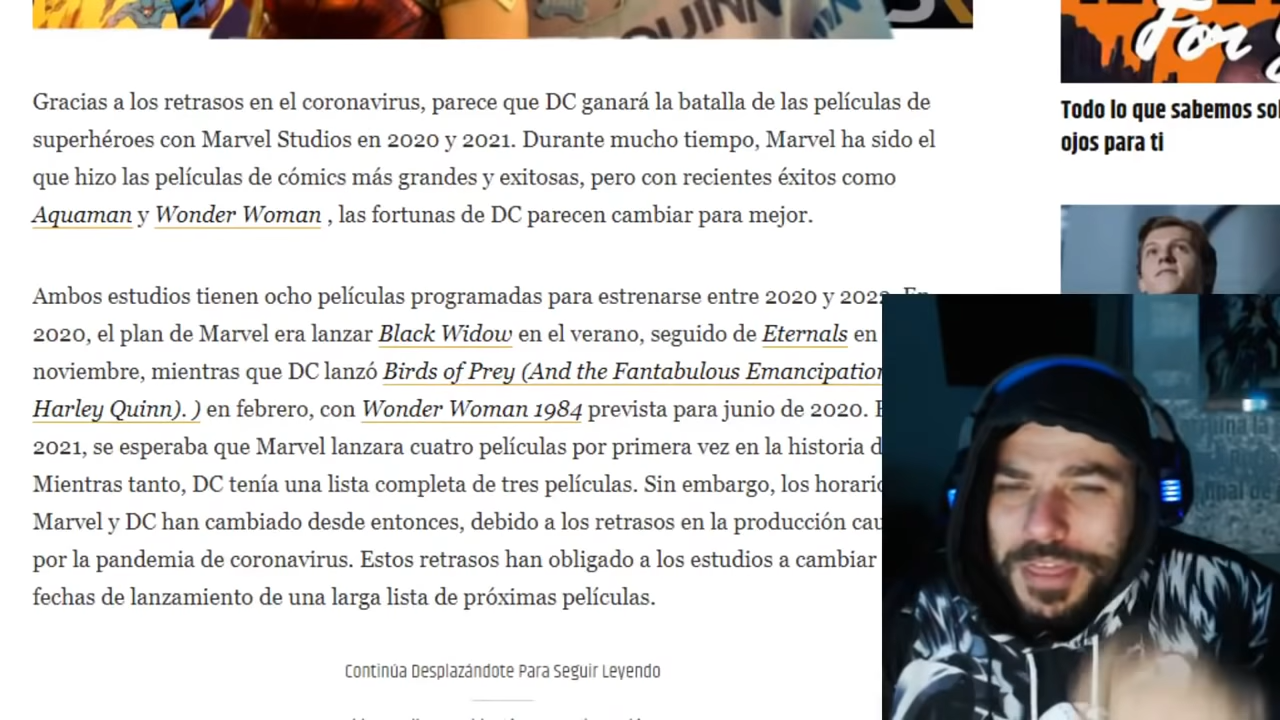 QUINN
For
Gracias a los retrasos en el coronavirus, parece que DC ganará la batalla de las películas de
superhéroes con Marvel Studios en 2020 y 2021. Durante mucho tiempo, Marvel ha sido el
que hizo las películas de cómics más grandes y exitosas, pero con recientes éxitos como
Aquaman y Wonder Woman , las fortunas de DC parecen cambiar para mejor.
Todo lo que sabemos so
ojos para ti
Ambos estudios tienen ocho películas programadas para estrenarse entre 2020 y 2022. En
2020, el plan de Marvel era lanzar Black Widow en el verano, seguido de Eternals en
noviembre, mientras que DC lanzó Birds of Prey (And the Fantabulous Emancipation
Harley Quinn). ) en febrero, con Wonder Woman 1984 prevista para junio de 2020.
2021, se esperaba que Marvel lanzara cuatro películas por primera vez en la historia d
Mientras tanto, DC tenía una lista completa de tres películas. Sin embargo, los horario
Marvel y DC han cambiado desde entonces, debido a los retrasos en la producción cau
por la pandemia de coronavirus. Estos retrasos han obligado a los estudios a cambiar
fechas de lanzamiento de una larga lista de próximas películas.
Continúa Desplazándote Para Seguir Leyendo